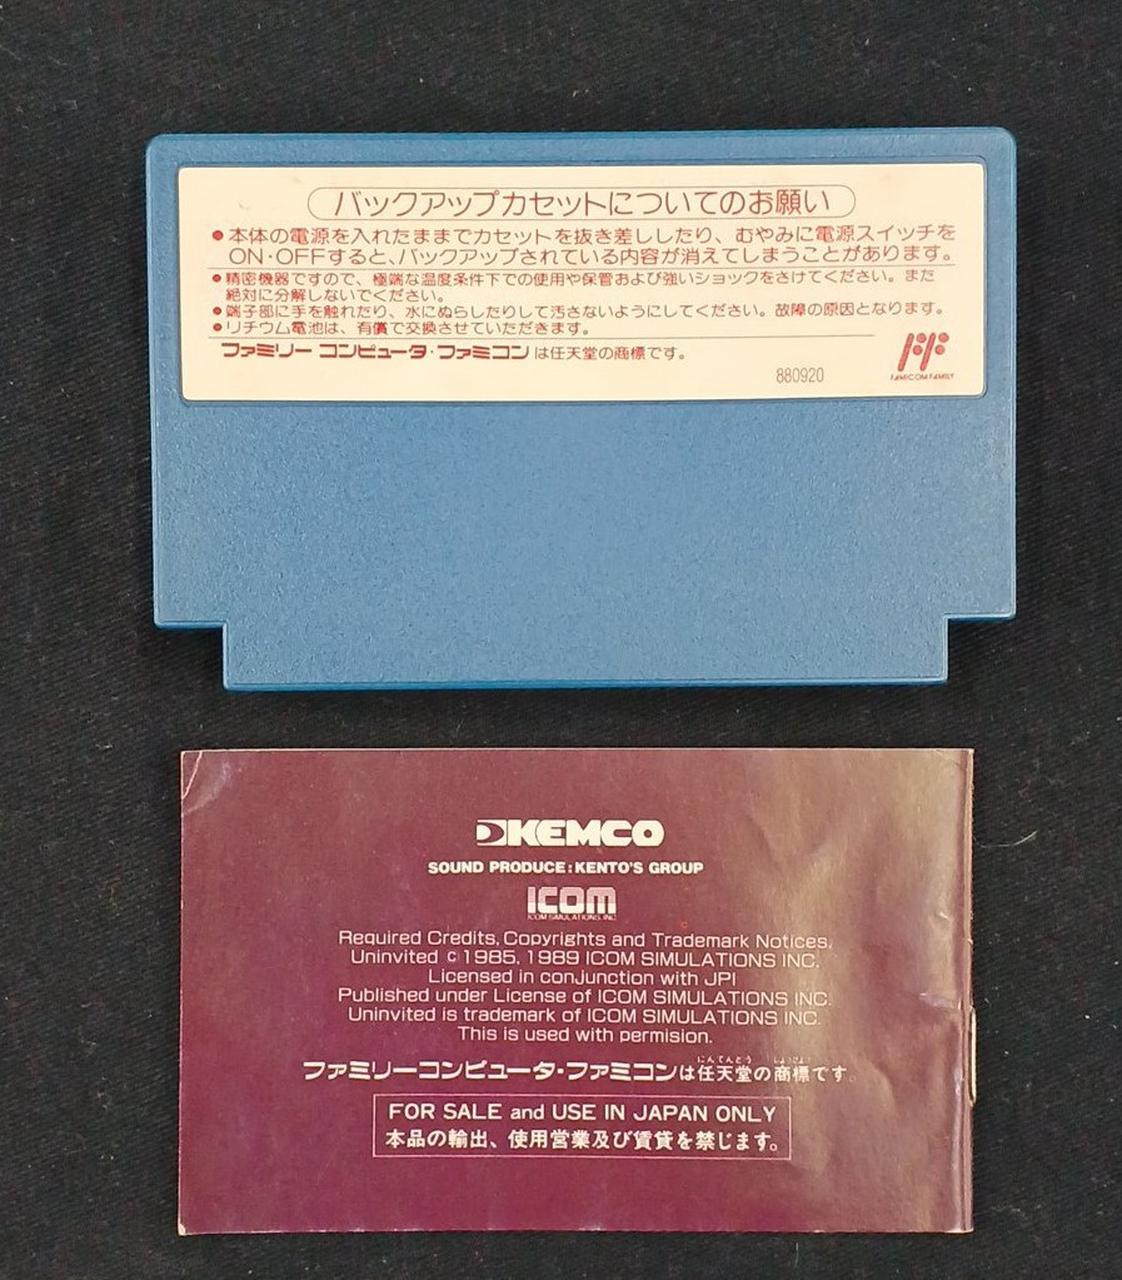 バックアップカセットについてのお願い
●本体の電源を入れたままでカセットを抜き差ししたり、むやみに電源スイッチを
ON・OFFすると、バックアップされている内容が消えてしまうことがあります。
●精密機器ですので、極端な温度条件下での使用や保管および強いショックをさけてください。また
絶対に分解しないでください。
●端子部に手を触れたり、水にぬらしたりして汚さないようにしてください。故障の原因となります。
●リチウム電池は、有償で交換させていただきます。
ファミリー コンピュータ・ファミコン は任天堂の商標です。
FAMICOM FAMILY
880920
KEMCO
SOUND PRODUCE:KENTO'S GROUP
ICOM
ICOM SIMULATIONS, INC
Required Credits, Copyrights and Trademark Notices.
Uninvited ©1985, 1989 ICOM SIMULATIONS INC.
Licensed in conjunction with JPI
Published under License of ICOM SIMULATIONS INC.
Uninvited is trademark of ICOM SIMULATIONS INC.
This is used with permision.
にんてんどう しょうひょう
ファミリーコンピュータ・ファミコンは任天堂の商標です。
FOR SALE and USE IN JAPAN ONLY
本品の輸出、使用営業及び賃貸を禁じます。